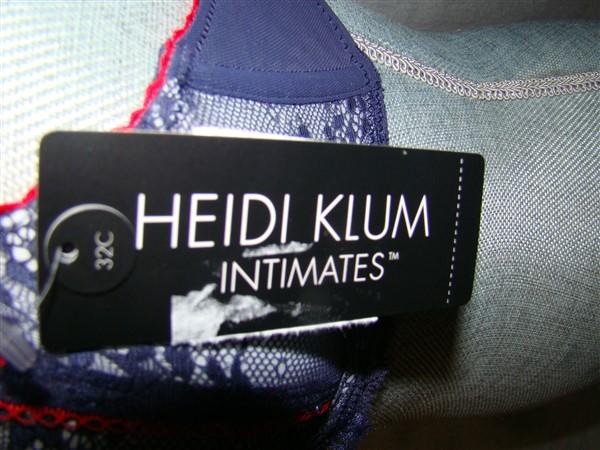 HEIDI KLUM
INTIMATES™
32C